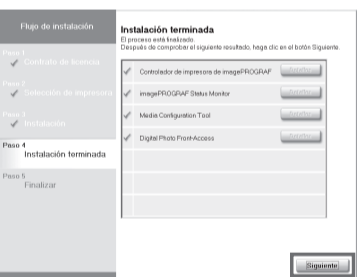 Flujo de instalación
Instalación terminada
El proceso está finalizado.
Después de comprobar el siguiente resultado, haga clic en el botón Siguiente.
Paso 1
Contrato de licencia
Paso 2
Selección de impresora
Paso 3
Instalación
Paso 4
Instalación terminada
Paso 5
Finalizar
Controlador de impresora de imagePROGRAF
imagePROGRAF Status Monitor
Media Configuration Tool
Digital Photo Front-Access
Siguiente